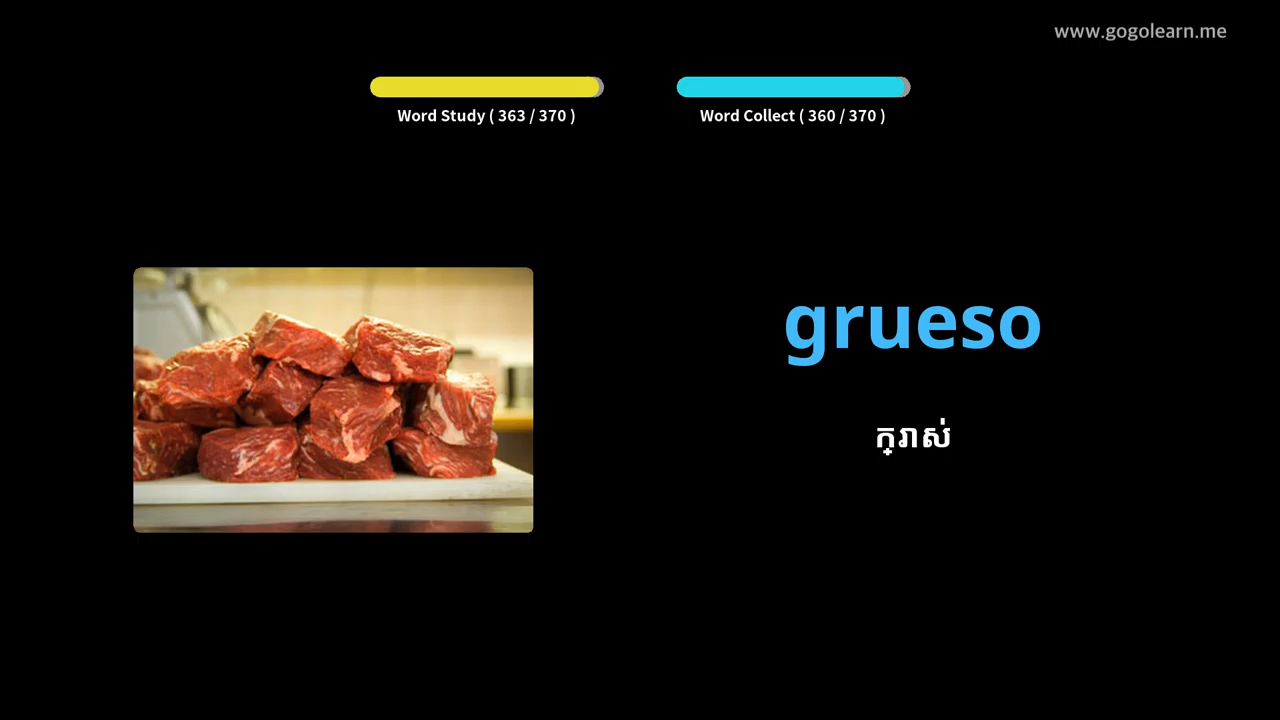 www.gogolearn.me
Word Study ( 363 / 370 )
Word Collect ( 360 / 370 )
grueso
ក្រាស់